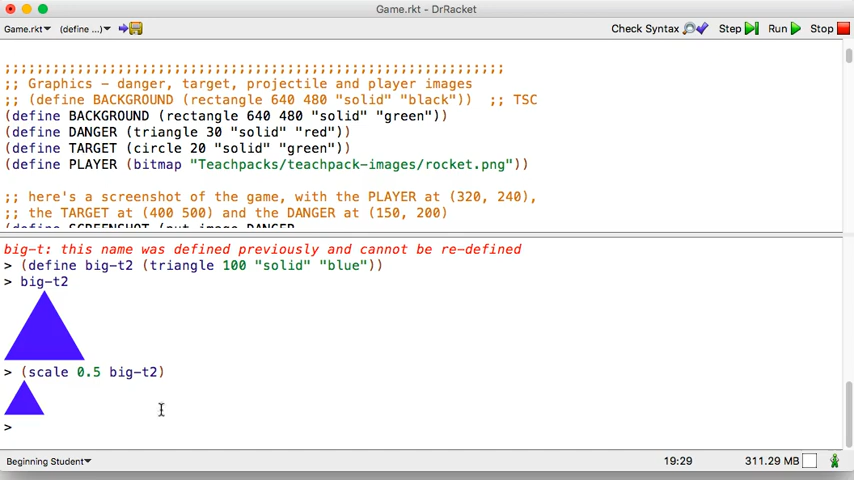 Game.rkt - DrRacket
Game.rkt▾ (define ...)▾ Check Syntax Step Run Stop
;;;;;;;;;;;;;;;;;;;;;;;;;;;;;;;;;;;;;;;;;;;;;;;;;;;;;;;;;;;;;;
;; Graphics - danger, target, projectile and player images
;; (define BACKGROUND (rectangle 640 480 "solid" "black"))  ;; TSC
(define BACKGROUND (rectangle 640 480 "solid" "green"))
(define DANGER (triangle 30 "solid" "red"))
(define TARGET (circle 20 "solid" "green"))
(define PLAYER (bitmap "Teachpacks/teachpack-images/rocket.png"))
;; here's a screenshot of the game, with the PLAYER at (320, 240),
;; the TARGET at (400 500) and the DANGER at (150, 200)
(define SCREENSHOT (put-image DANGER
big-t: this name was defined previously and cannot be re-defined
> (define big-t2 (triangle 100 "solid" "blue"))
> big-t2
> (scale 0.5 big-t2)
>
Beginning Student▾ 19:29 311.29 MB